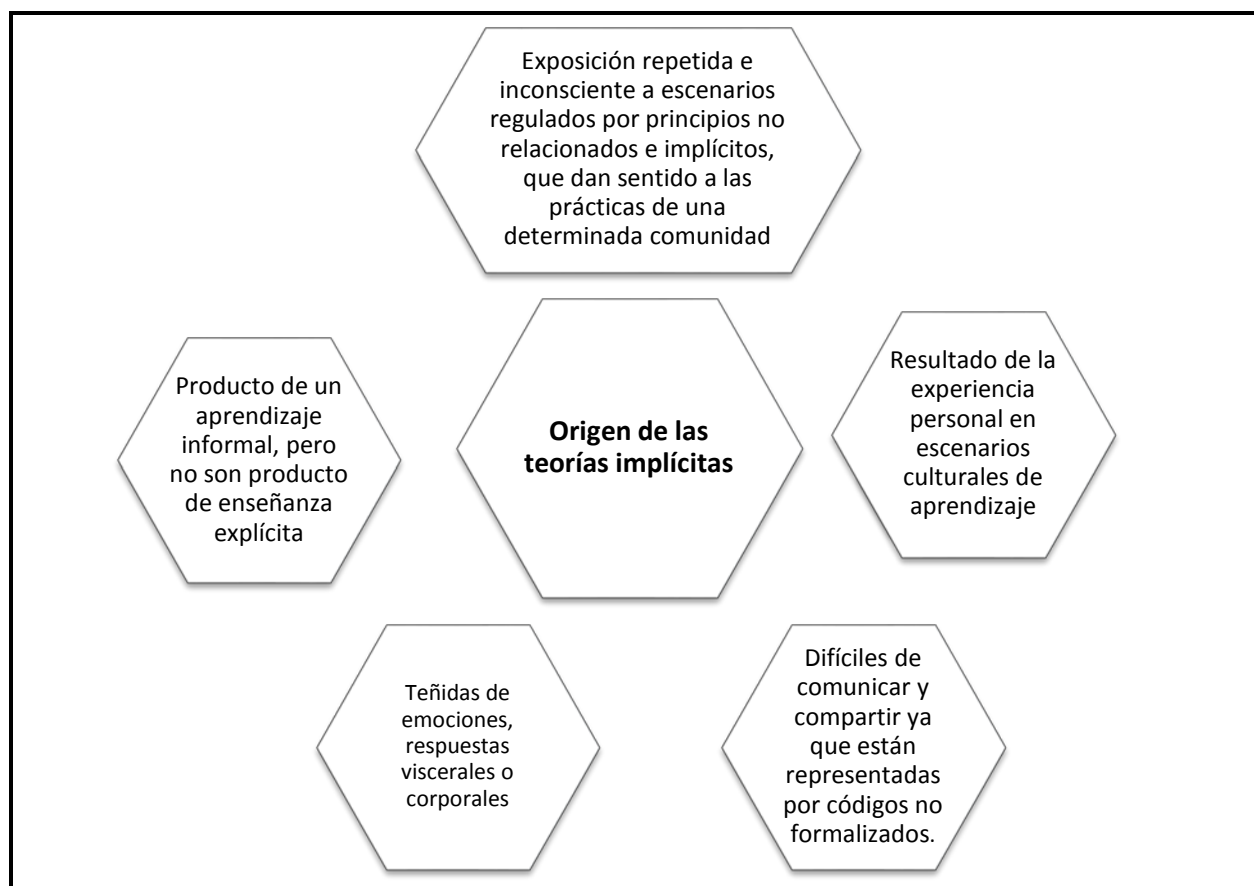 Exposición repetida e
inconsciente a escenarios
regulados por principios no
relacionados e implícitos,
que dan sentido a las
prácticas de una
determinada comunidad
Producto de un
aprendizaje
informal, pero
no son producto
de enseñanza
explícita
Origen de las
teorías implícitas
Resultado de la
experiencia
personal en
escenarios
culturales de
aprendizaje
Teñidas de
emociones,
respuestas
viscerales o
corporales
Difíciles de
comunicar y
compartir ya
que están
representadas
por códigos no
formalizados.